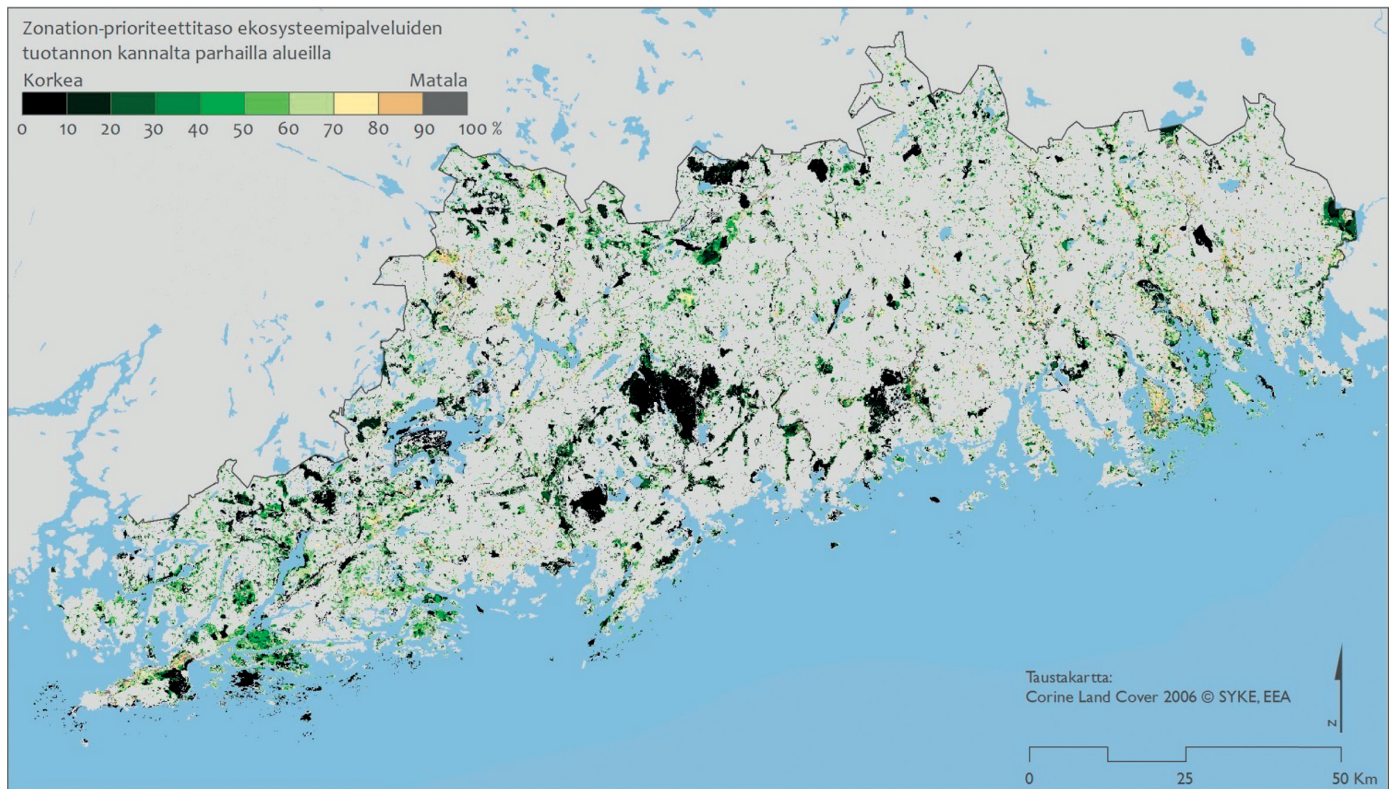 Zonation-prioriteettitaso ekosysteemipalveluiden
tuotannon kannalta parhailla alueilla
Korkea Matala
0 10 20 30 40 50 60 70 80 90 100 %
Taustakartta:
Corine Land Cover 2006 © SYKE, EEA
N
0 25 50 Km